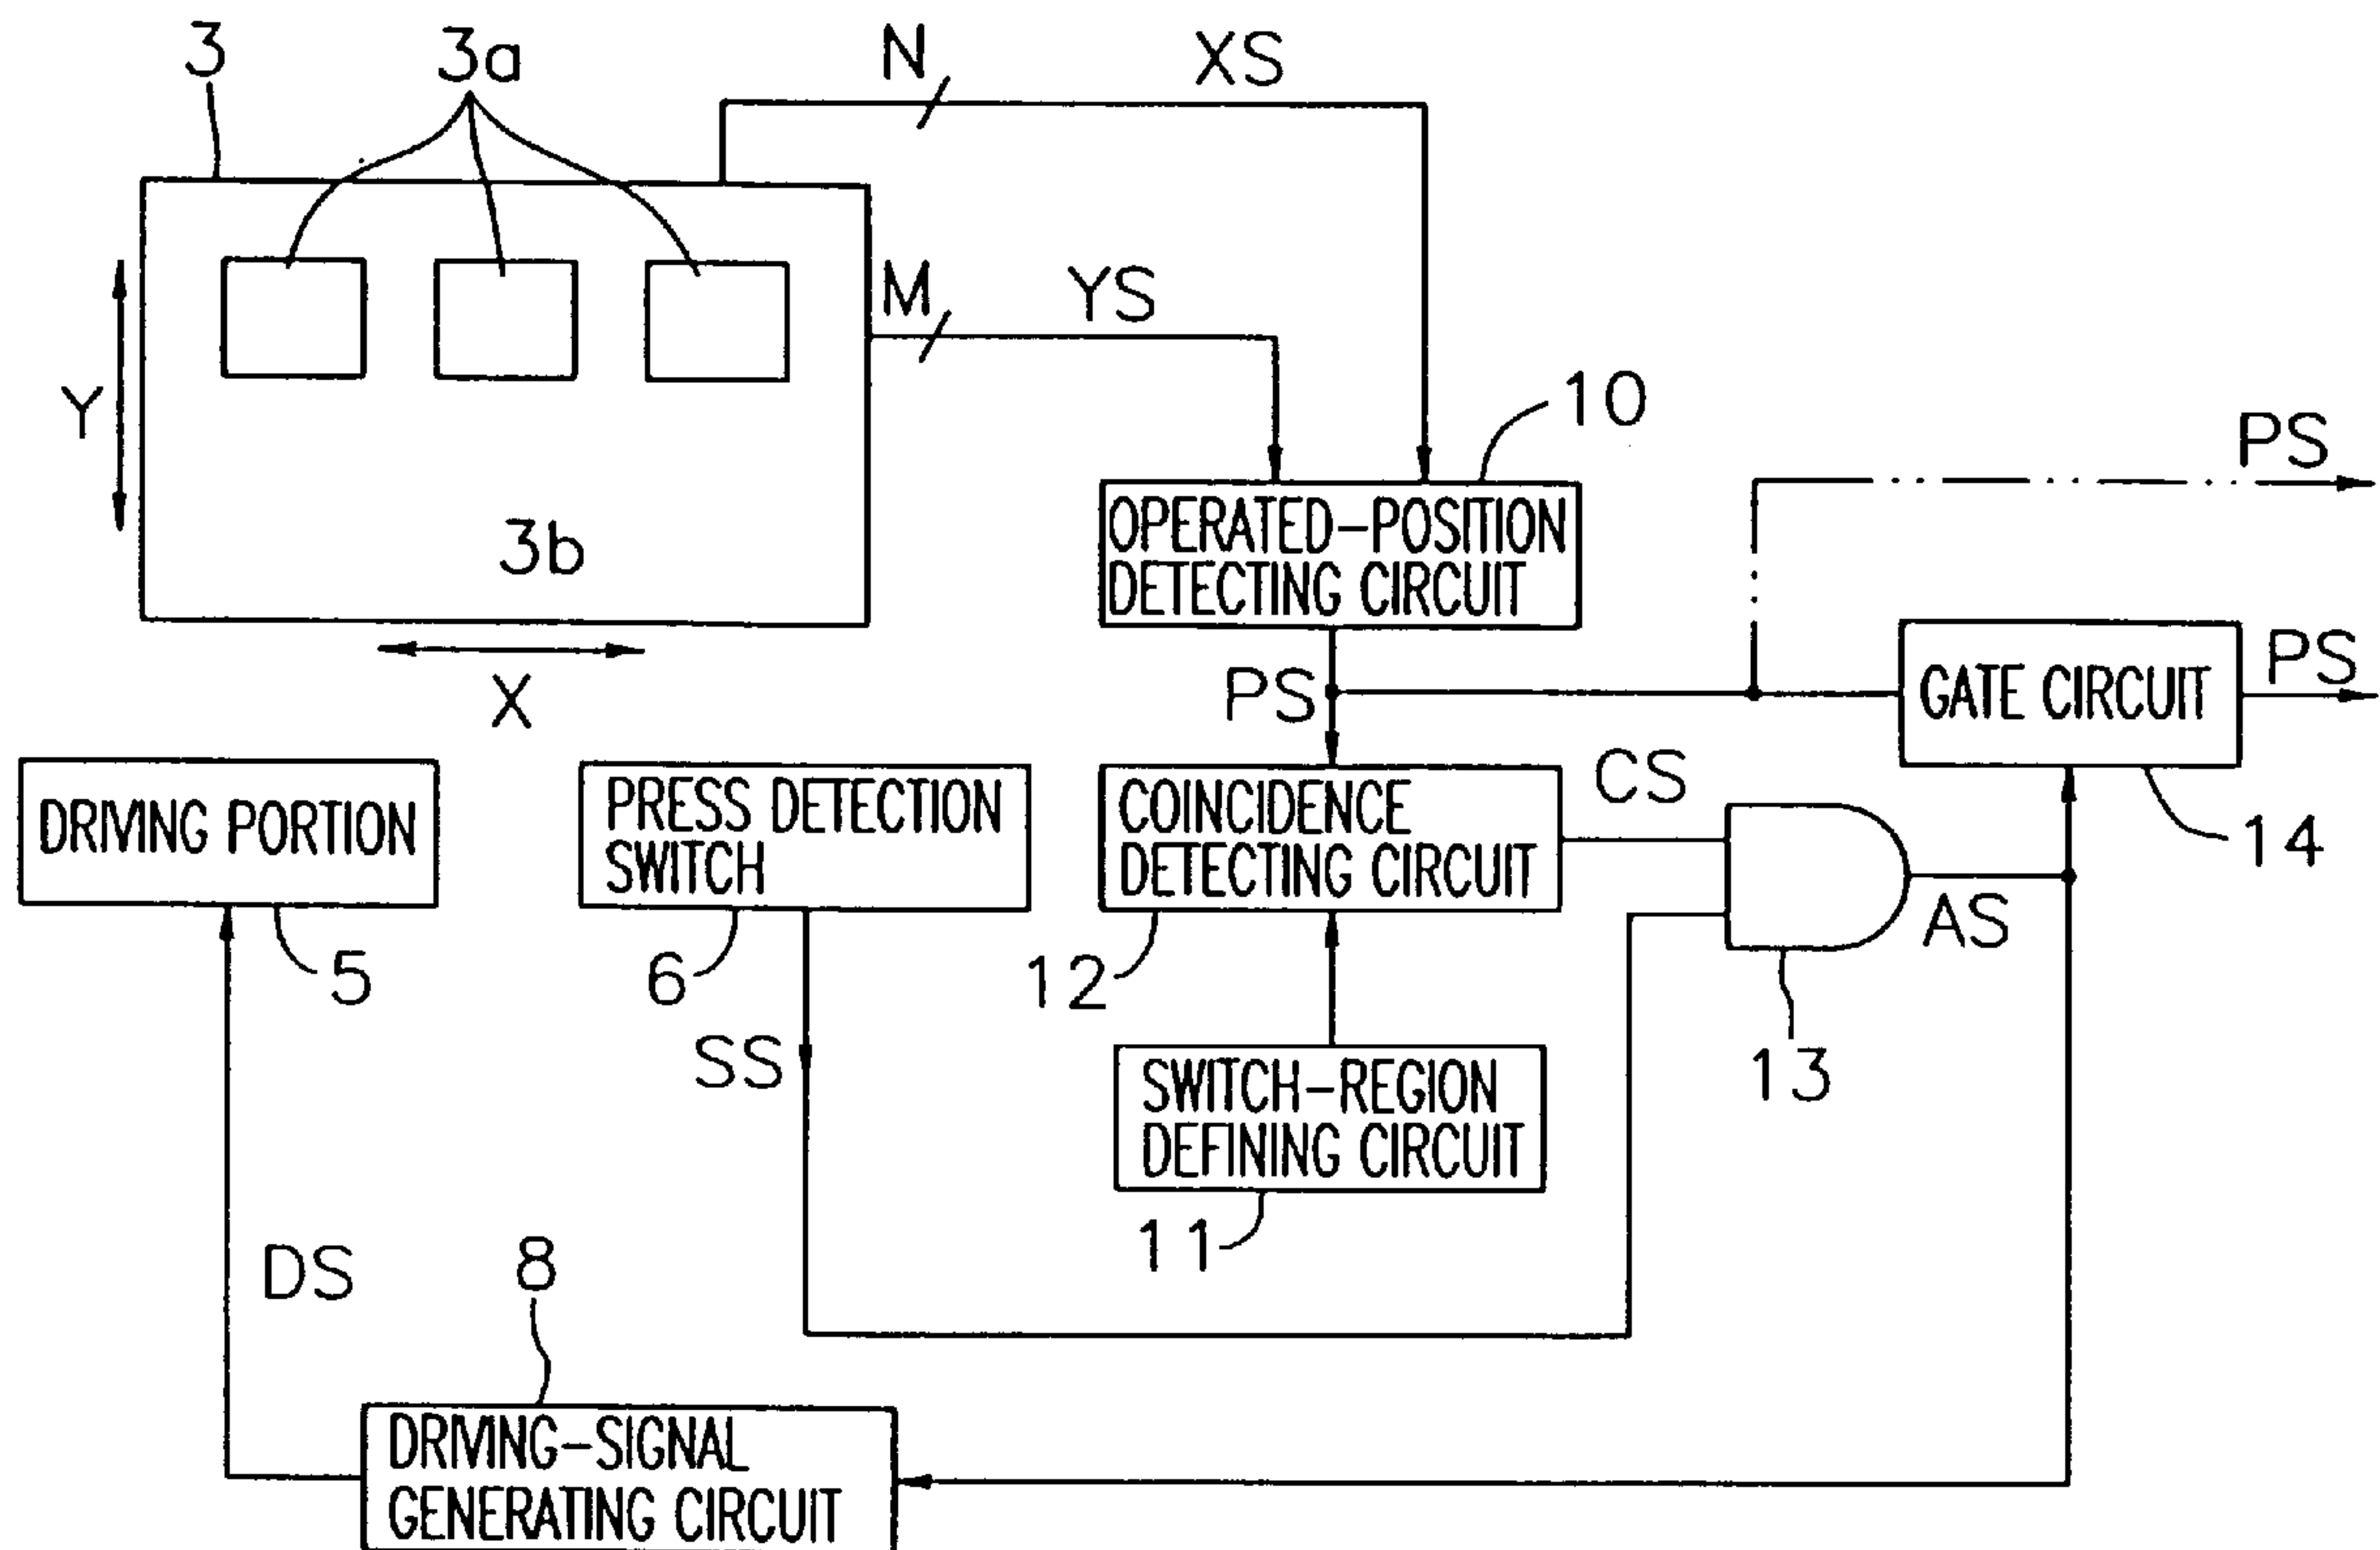 3
3a
N
XS
M
YS
Y
3b
X
10
OPERATED-POSITION
DETECTING CIRCUIT
PS
PS
PS
GATE CIRCUIT
14
DRIVING PORTION
5
PRESS DETECTION
SWITCH
6
SS
COINCIDENCE
DETECTING CIRCUIT
12
CS
AS
13
SWITCH-REGION
DEFINING CIRCUIT
11
DS
8
DRIVING-SIGNAL
GENERATING CIRCUIT